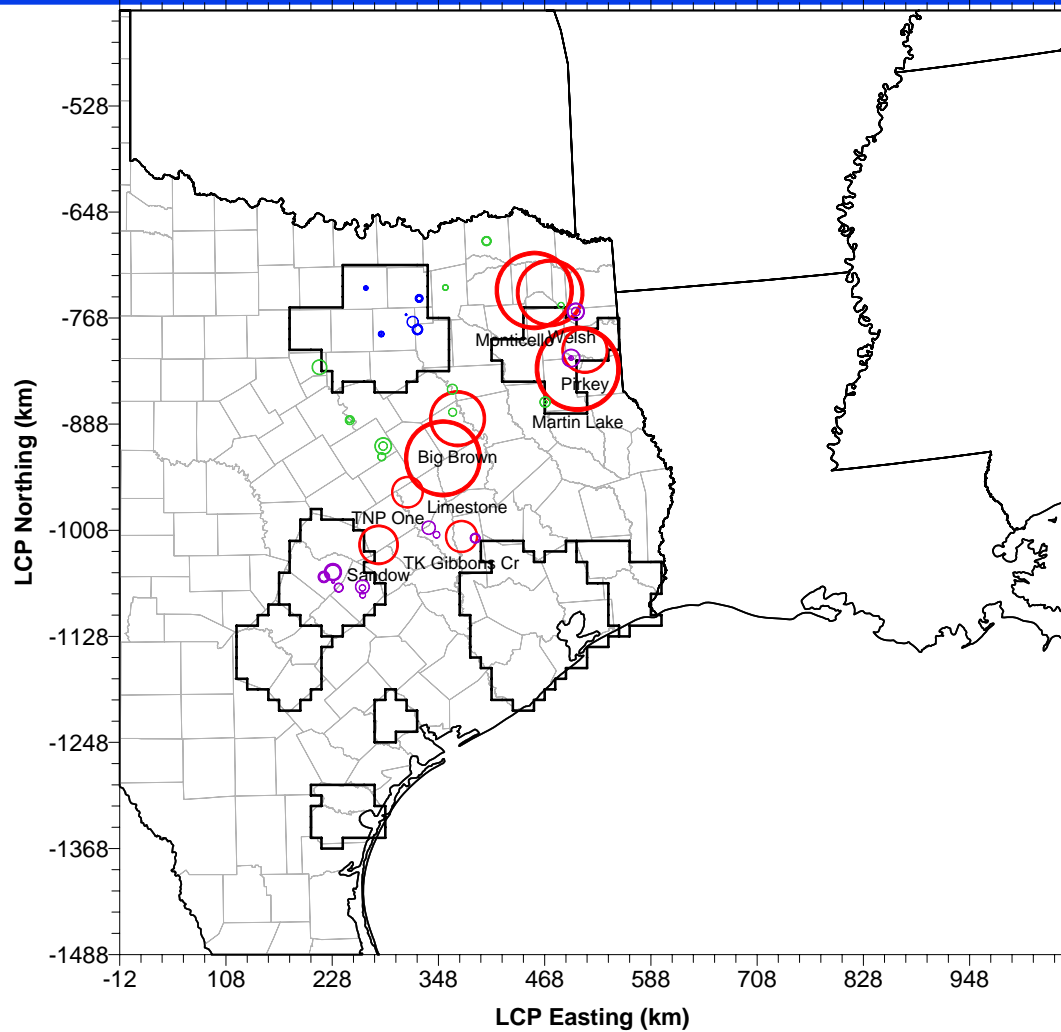 -528
-648
-768
-888
-1008
-1128
-1248
-1368
-1488
LCP Northing (km)
Monticello
Welsh
Pirkey
Martin Lake
Big Brown
Limestone
TNP One
TK Gibbons Cr
Sandow
-12 108 228 348 468 588 708 828 948
LCP Easting (km)